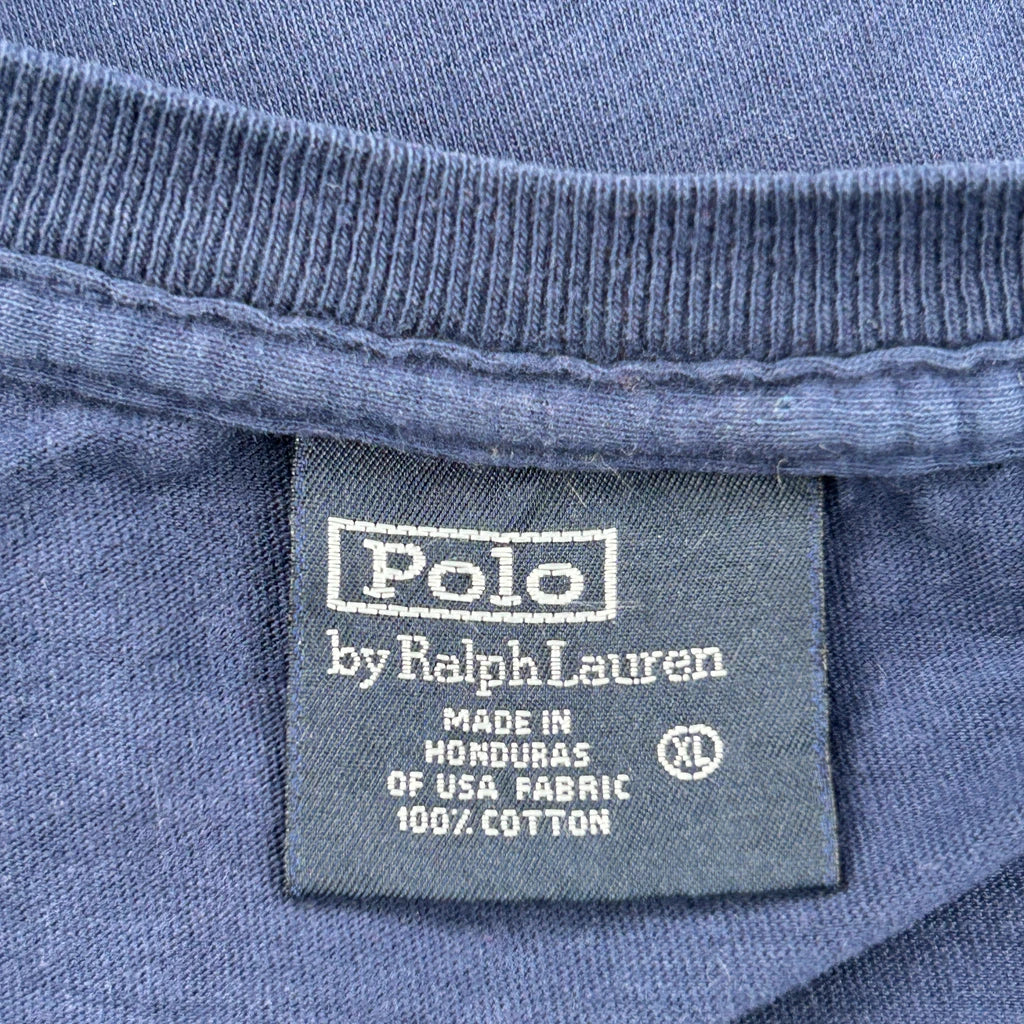 Polo
by Ralph Lauren
MADE IN
HONDURAS
OF USA FABRIC
100% COTTON
XL